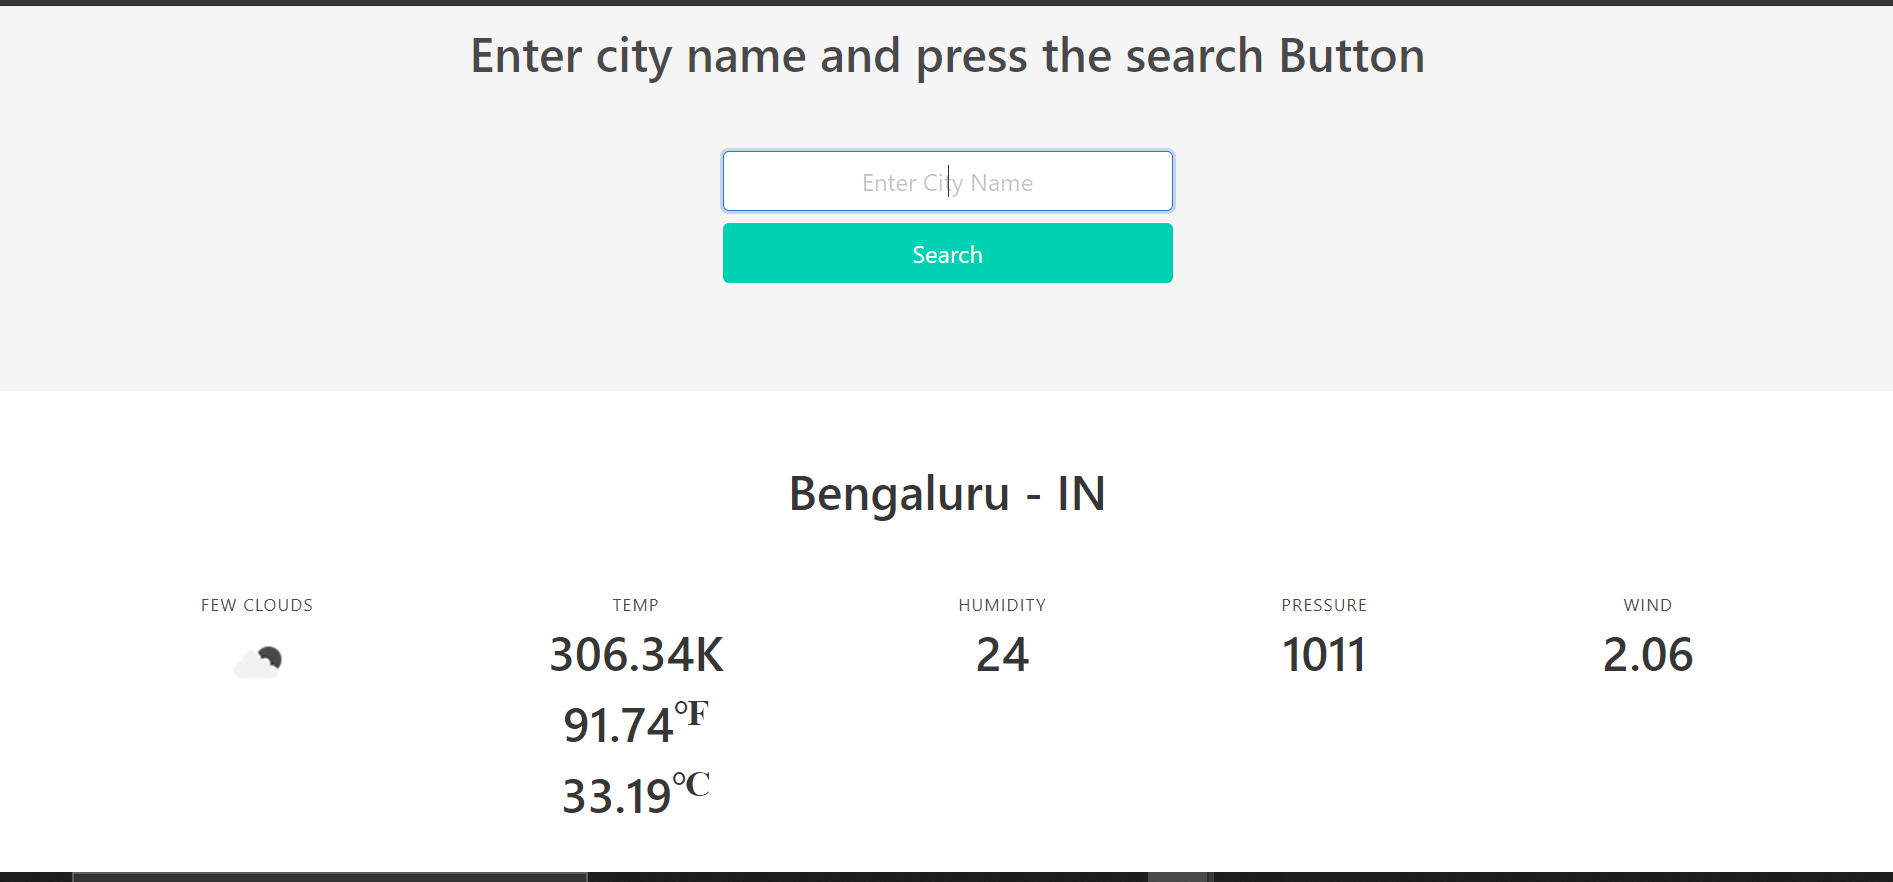 Enter city name and press the search Button
Enter City Name
Search
Bengaluru - IN
FEW CLOUDS
TEMP
306.34K
91.74°F
33.19°C
HUMIDITY
24
PRESSURE
1011
WIND
2.06